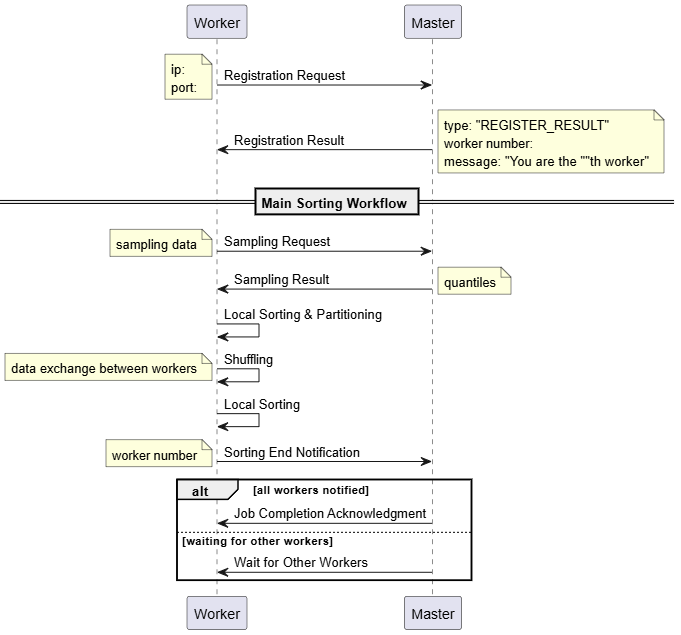 Worker
Master
ip:
port:
Registration Request
type: "REGISTER_RESULT"
worker number:
message: "You are the ""th worker"
Registration Result
Main Sorting Workflow
sampling data
Sampling Request
Sampling Result
quantiles
Local Sorting & Partitioning
data exchange between workers
Shuffling
Local Sorting
worker number
Sorting End Notification
alt
[all workers notified]
Job Completion Acknowledgment
[waiting for other workers]
Wait for Other Workers
Worker
Master